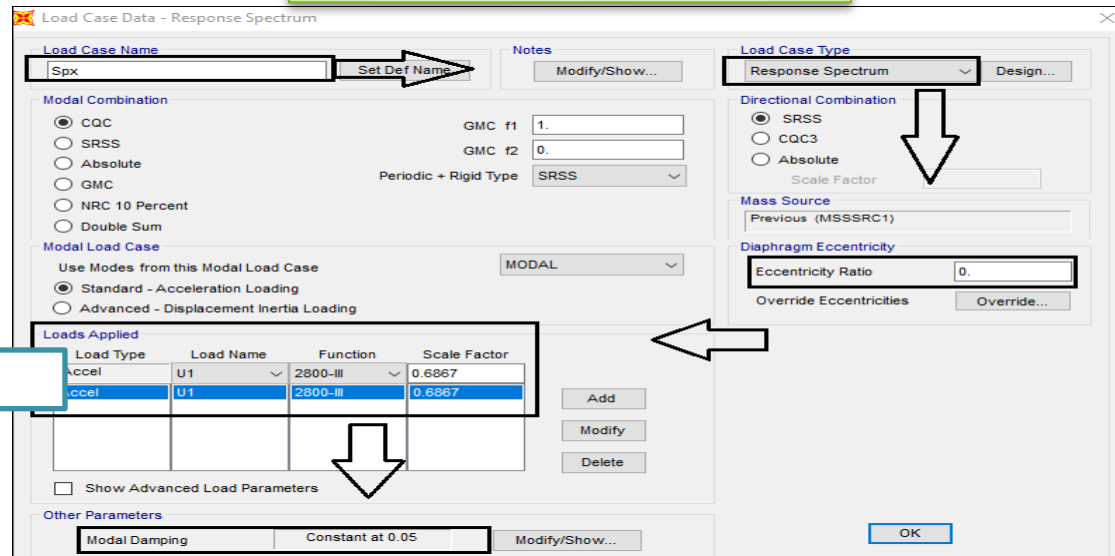 Load Case Data - Response Spectrum
Load Case Name
Spx
Set Def Name
Notes
Modify/Show...
Load Case Type
Response Spectrum
Design...
Modal Combination
CQC
SRSS
Absolute
GMC
NRC 10 Percent
Double Sum
GMC f1 1.
GMC f2 0.
Periodic + Rigid Type SRSS
Directional Combination
SRSS
CQC3
Absolute
Scale Factor
Mass Source
Previous (MSSSRC1)
Modal Load Case
Use Modes from this Modal Load Case MODAL
Standard - Acceleration Loading
Advanced - Displacement Inertia Loading
Diaphragm Eccentricity
Eccentricity Ratio 0.
Override Eccentricities Override...
Loads Applied
Load Type Load Name Function Scale Factor
Accel U1 2800-III 0.6867
Accel U1 2800-III 0.6867
Add
Modify
Delete
Show Advanced Load Parameters
Other Parameters
Modal Damping Constant at 0.05 Modify/Show...
OK